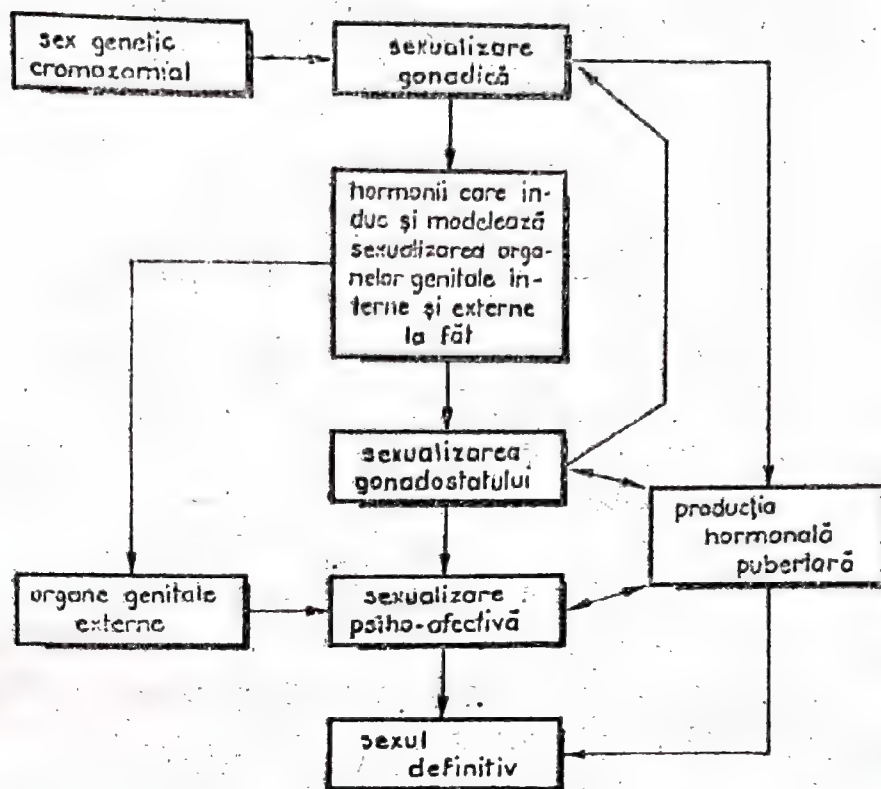 sex genetic
cromozomial
sexualizare
gonadică
hormonii care in-
duc și modelează
sexualizarea orga-
nelor genitale in-
terne și externe
la făt
sexualizarea
gonadostatului
producția
hormonală
pubertară
organe genitale
externe
sexualizare
psiho-afectivă
sexul
definitiv